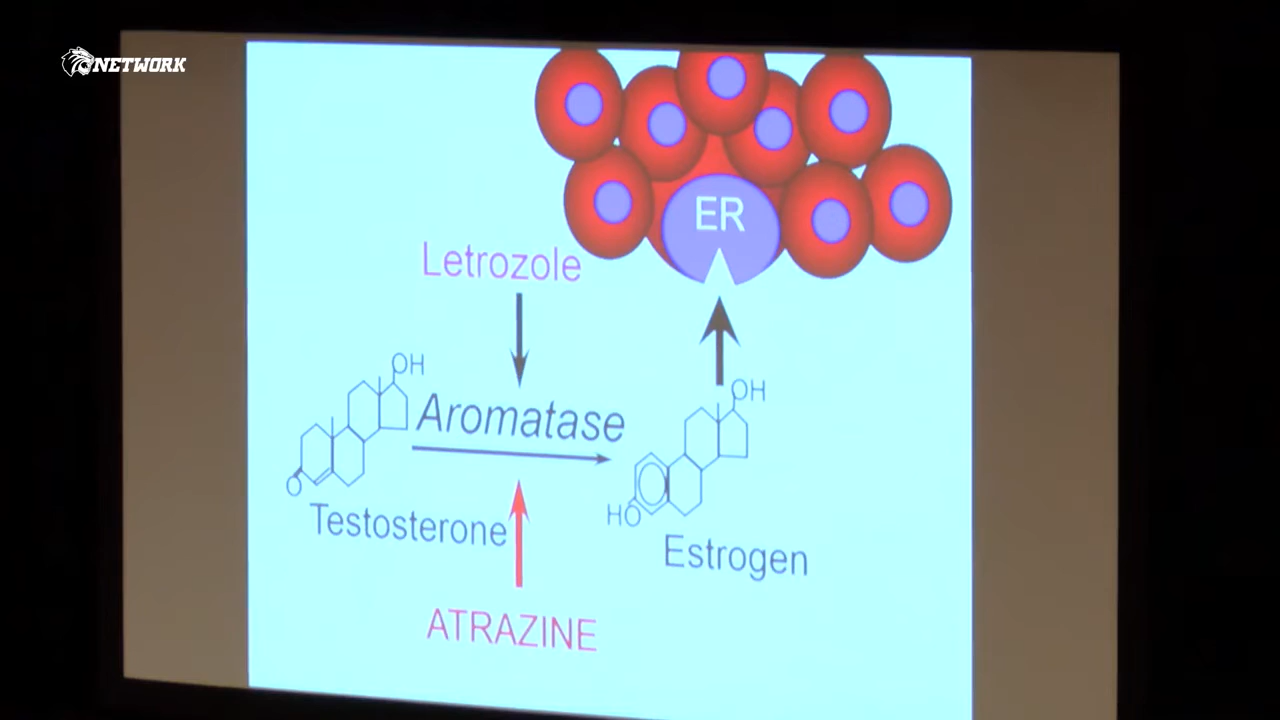 NETWORK
ER
Letrozole
OH
Aromatase
OH
O
Testosterone
HO
Estrogen
ATRAZINE